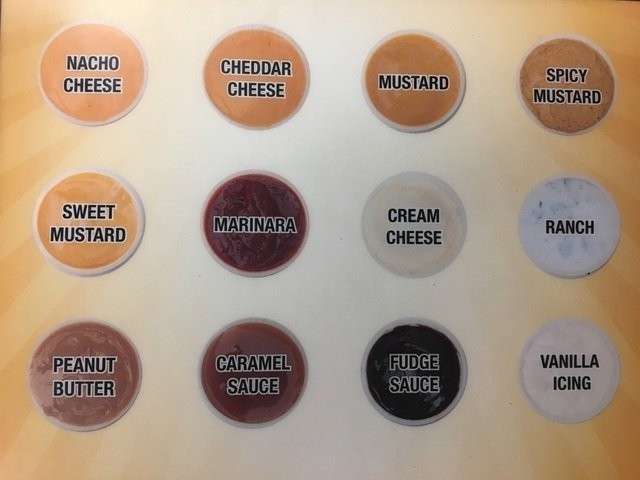 NACHO
CHEESE
CHEDDAR
CHEESE
MUSTARD
SPICY
MUSTARD
SWEET
MUSTARD
MARINARA
CREAM
CHEESE
RANCH
PEANUT
BUTTER
CARAMEL
SAUCE
FUDGE
SAUCE
VANILLA
ICING